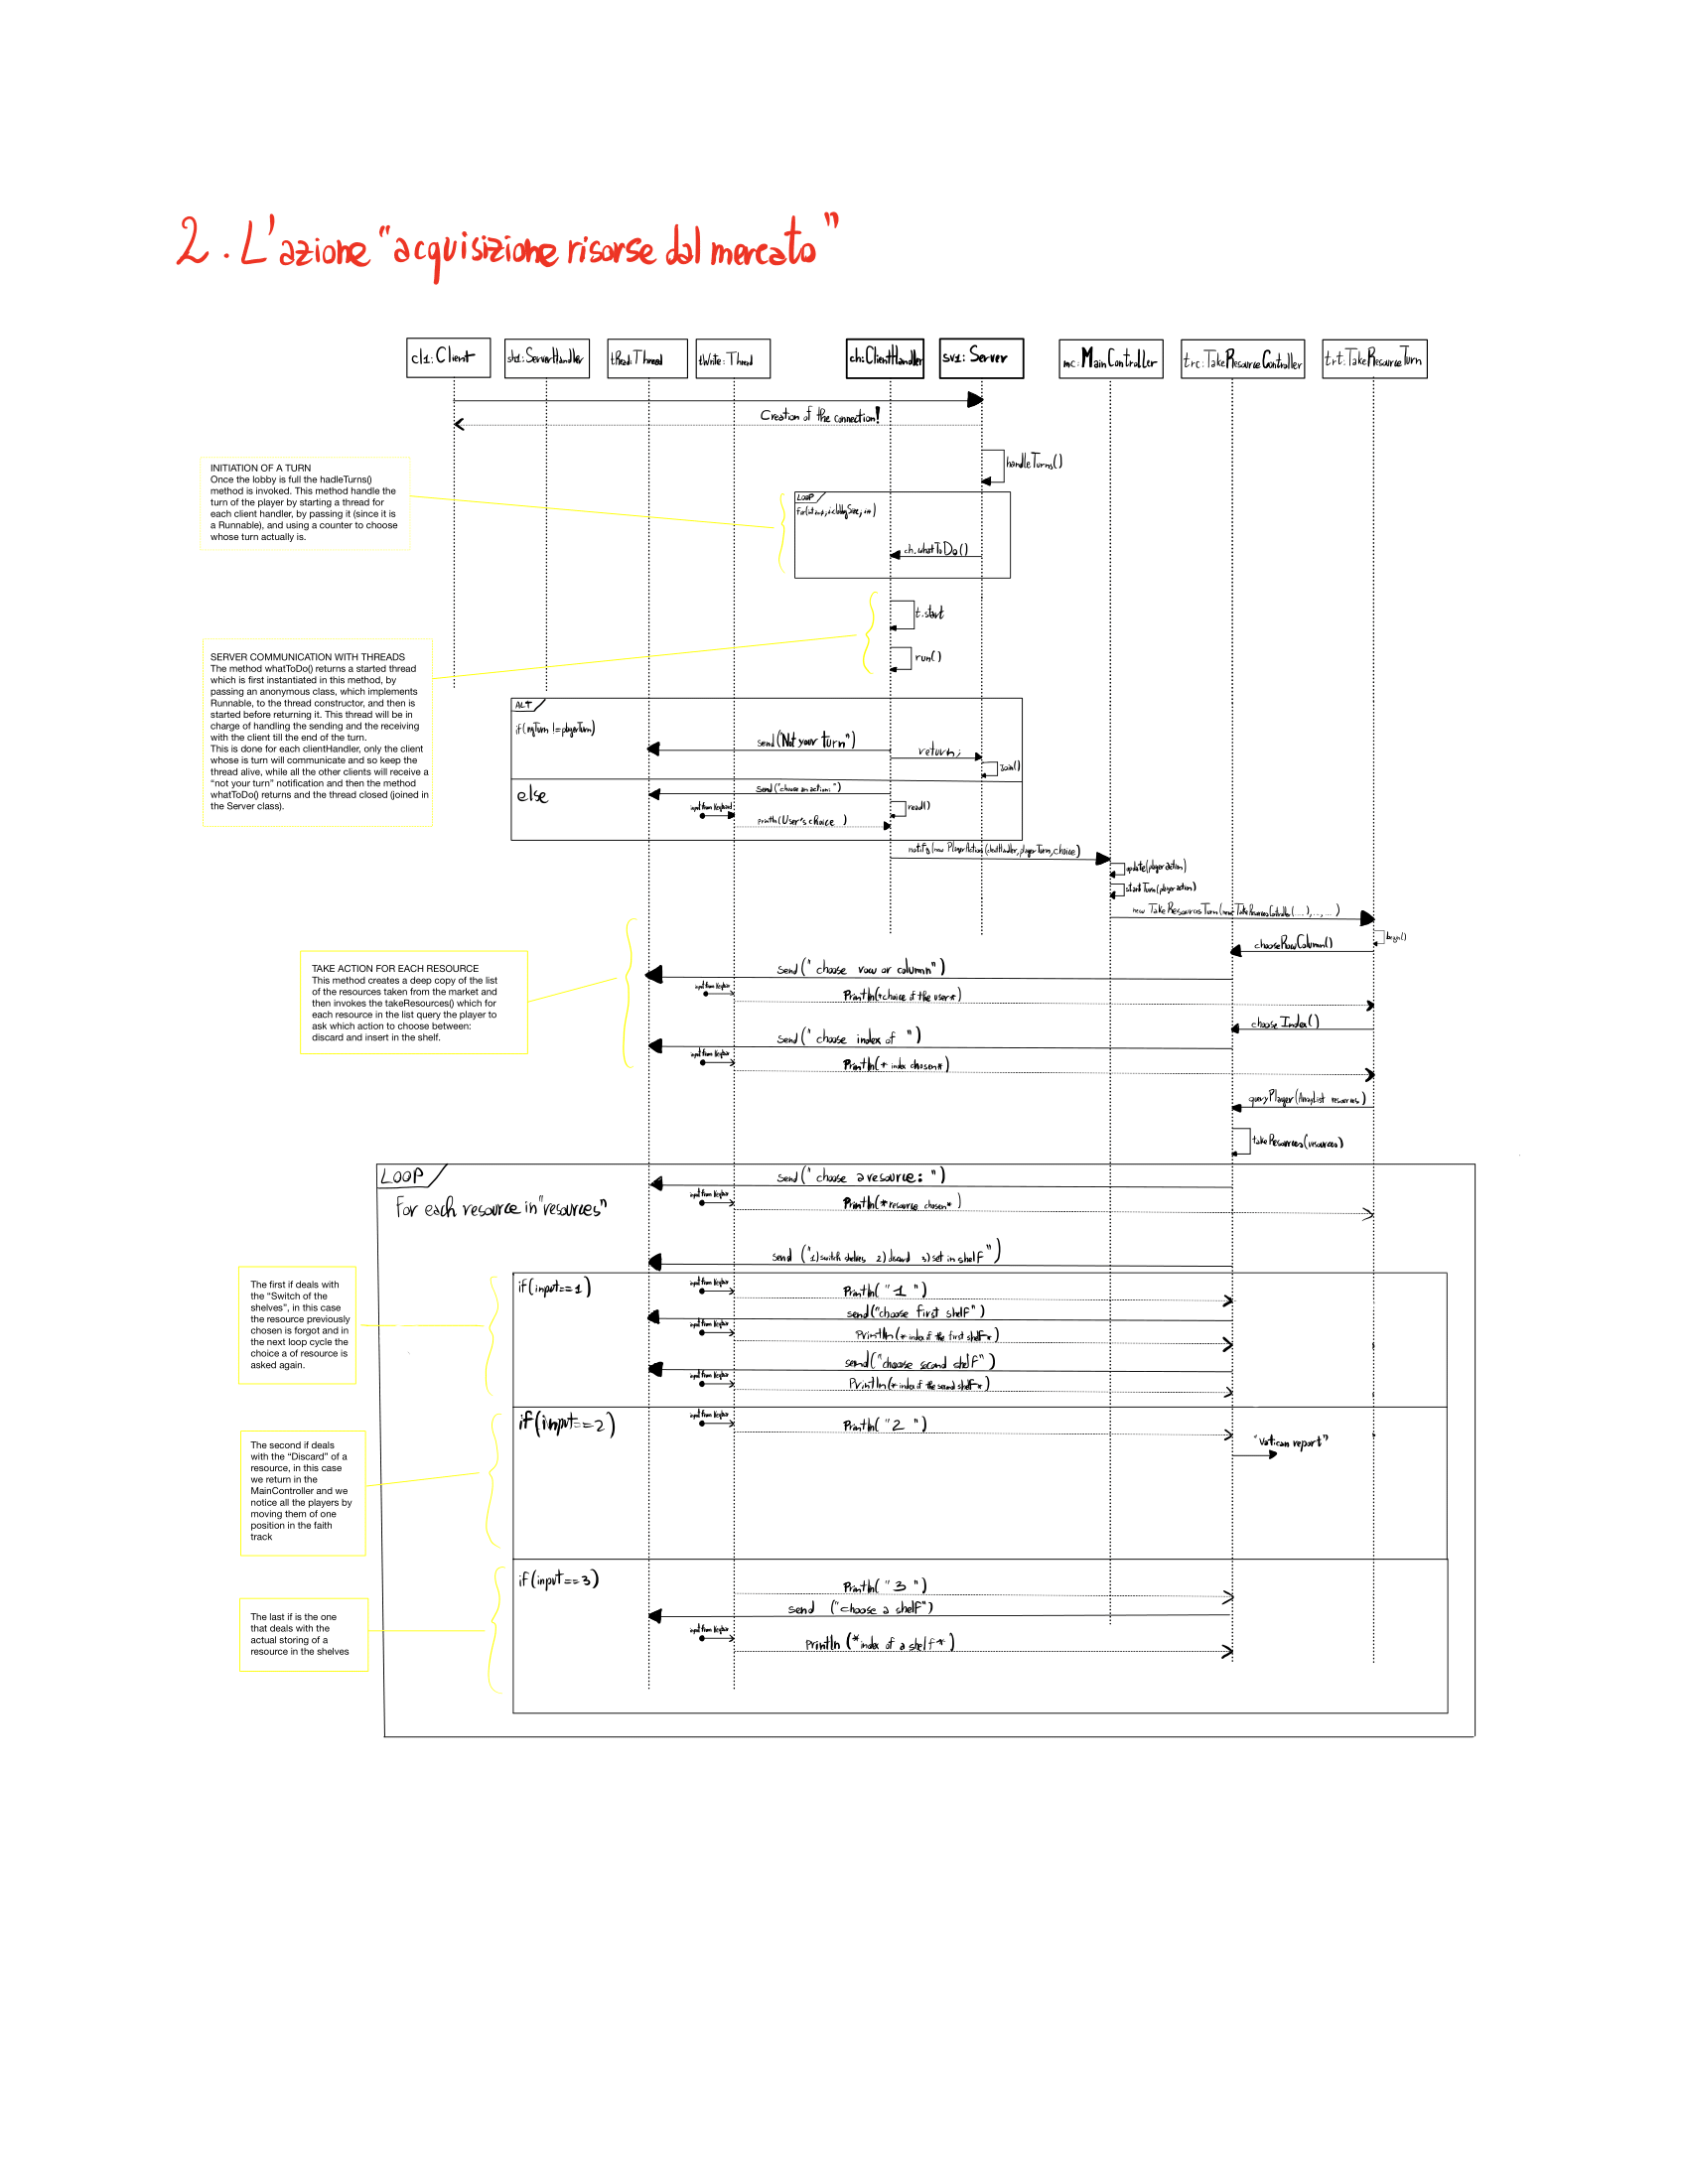 2. L'azione "acquisizione risorse dal mercato"
cl1: Client
sh1: ServerHandler
tRead: Thread
tWrite: Thread
ch: ClientHandler
sv1: Server
mc: MainController
trc: TakeResourceController
trt: TakeResourceTurn
Creation of the connection!
handleTurns()
INITIATION OF A TURN
Once the lobby is full the hadleTurns()
method is invoked. This method handle the
turn of the player by starting a thread for
each client handler, by passing it (since it is
a Runnable), and using a counter to choose
whose turn actually is.
LOOP
ch.whatToDo()
t.start
run()
SERVER COMMUNICATION WITH THREADS
The method whatToDo() returns a started thread
which is first instantiated in this method, by
passing an anonymous class, which implements
Runnable, to the thread constructor, and then is
started before returning it. This thread will be in
charge of handling the sending and the receiving
with the client till the end of the turn.
This is done for each clientHandler, only the client
whose is turn will communicate and so keep the
thread alive, while all the other clients will receive a
“not your turn” notification and then the method
whatToDo() returns and the thread closed (joined in
the Server class).
ALT
if(myTurn != playerTurn)
send("Not your turn")
return;
Join()
else
send("choose an action: ")
input from keyboard
read()
println(User's choice )
notify(new PlayerAction(clientHandler, playerTurn, choice)
update(player action)
startTurn(player action)
new TakeResourcesTurn(new TakeResourcesController(....),..,...)
begin()
chooseRowColumn()
TAKE ACTION FOR EACH RESOURCE
This method creates a deep copy of the list
of the resources taken from the market and
then invokes the takeResources() which for
each resource in the list query the player to
ask which action to choose between:
discard and insert in the shelf.
send(" choose row or column")
input from keyboar
Println(*choice of the user*)
choose Index()
send(" choose index of ")
input from keyboar
Println(* index chosen*)
queryPlayer(ArrayList resources)
takeResources(resources)
LOOP
For each resource in "resources"
send(" choose a resource: ")
input from keyboar
Println(*resource chosen*)
send ("1)switch shelves 2)discard 3)set in shelf")
The first if deals with
the “Switch of the
shelves”, in this case
the resource previously
chosen is forgot and in
the next loop cycle the
choice a of resource is
asked again.
if(input==1)
input from keyboar
Println( "1 ")
send("choose first shelf")
input from keyboar
Println(* index of the first shelf*)
send("choose second shelf")
input from keyboar
Println(* index of the second shelf*)
The second if deals
with the “Discard” of a
resource, in this case
we return in the
MainController and we
notice all the players by
moving them of one
position in the faith
track
if(input==2)
input from keyboar
Println( "2 ")
"Vatican report"
The last if is the one
that deals with the
actual storing of a
resource in the shelves
if(input==3)
Println( "3 ")
send ("choose a shelf")
input from keyboar
Println (*index of a shelf*)